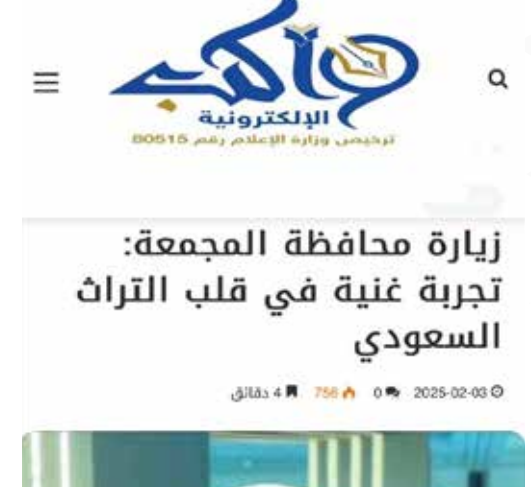 واكب
الإلكترونية
ترخيص وزارة الإعلام رقم 80515
زيارة محافظة المجمعة:
تجربة غنية في قلب التراث
السعودي
2025-02-03 0 756 4 دقائق